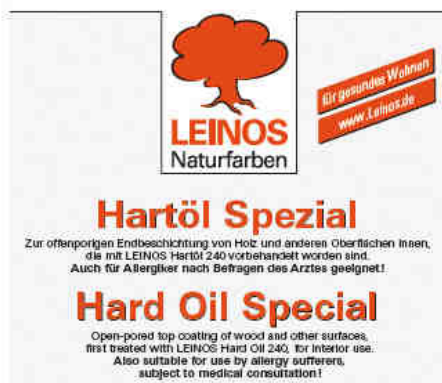 LEINOS
Naturfarben
für gesundes Wohnen
www.Leinos.de
Hartöl Spezial
Zur offenporigen Endbeschichtung von Holz und anderen Oberflächen innen,
die mit LEINOS Hartöl 240 vorbehandelt worden sind.
Auch für Allergiker nach Befragen des Arztes geeignet!
Hard Oil Special
Open-pored top coating of wood and other surfaces,
first treated with LEINOS Hard Oil 240, for interior use.
Also suitable for use by allergy sufferers,
subject to medical consultation!